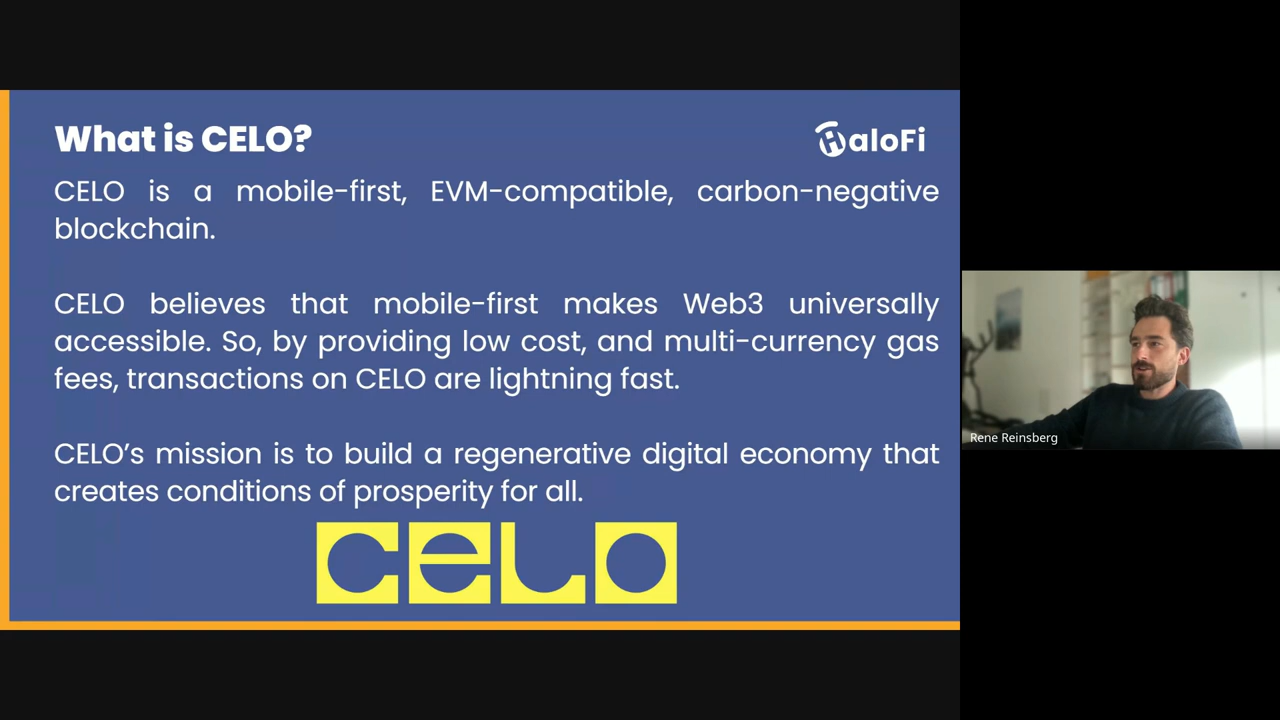 What is CELO?
HaloFi
CELO is a mobile-first, EVM-compatible, carbon-negative
blockchain.
CELO believes that mobile-first makes Web3 universally
accessible. So, by providing low cost, and multi-currency gas
fees, transactions on CELO are lightning fast.
CELO’s mission is to build a regenerative digital economy that
creates conditions of prosperity for all.
CELO
Rene Reinsberg